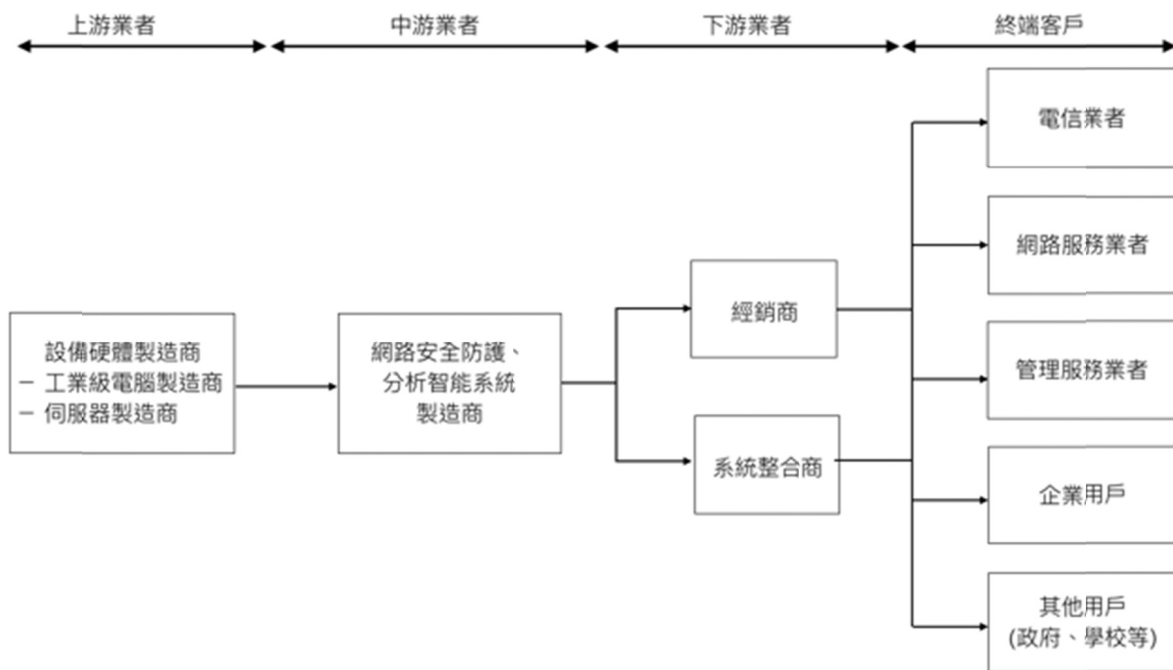 上游業者
中游業者
下游業者
終端客戶
設備硬體製造商
－ 工業級電腦製造商
－ 伺服器製造商
網路安全防護、
分析智能系統
製造商
經銷商
系統整合商
電信業者
網路服務業者
管理服務業者
企業用戶
其他用戶
(政府、學校等)